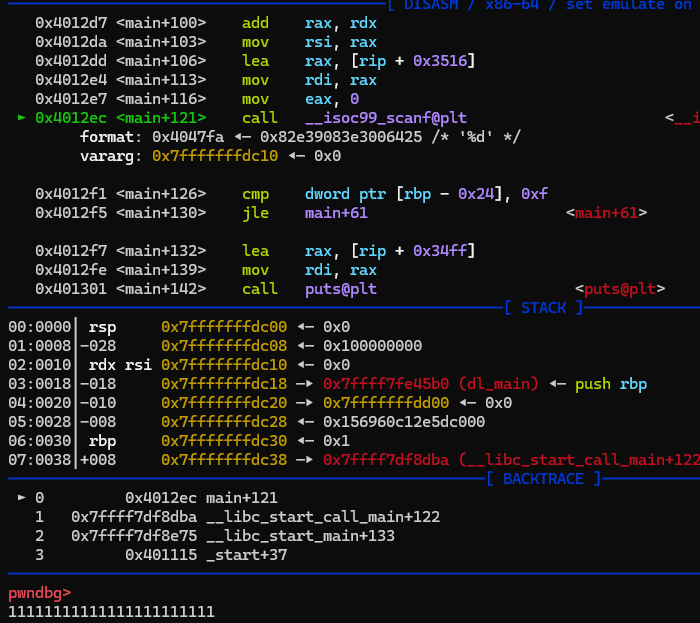 [ DISASM / x86-64 / set emulate on
0x4012d7 <main+100> add rax, rdx
0x4012da <main+103> mov rsi, rax
0x4012dd <main+106> lea rax, [rip + 0x3516]
0x4012e4 <main+113> mov rdi, rax
0x4012e7 <main+116> mov eax, 0
► 0x4012ec <main+121> call __isoc99_scanf@plt <__i
format: 0x4047fa ◂— 0x82e39083e3006425 /* '%d' */
vararg: 0x7fffffffdc10 ◂— 0x0
0x4012f1 <main+126> cmp dword ptr [rbp - 0x24], 0xf
0x4012f5 <main+130> jle main+61 <main+61>
0x4012f7 <main+132> lea rax, [rip + 0x34ff]
0x4012fe <main+139> mov rdi, rax
0x401301 <main+142> call puts@plt <puts@plt>
[ STACK ]
00:0000│ rsp 0x7fffffffdc00 ◂— 0x0
01:0008│-028 0x7fffffffdc08 ◂— 0x100000000
02:0010│ rdx rsi 0x7fffffffdc10 ◂— 0x0
03:0018│-018 0x7fffffffdc18 —▸ 0x7ffff7fe45b0 (dl_main) ◂— push rbp
04:0020│-010 0x7fffffffdc20 —▸ 0x7fffffffdd00 ◂— 0x0
05:0028│-008 0x7fffffffdc28 ◂— 0x156960c12e5dc000
06:0030│ rbp 0x7fffffffdc30 ◂— 0x1
07:0038│+008 0x7fffffffdc38 —▸ 0x7ffff7df8dba (__libc_start_call_main+122
[ BACKTRACE ]
► 0 0x4012ec main+121
1 0x7ffff7df8dba __libc_start_call_main+122
2 0x7ffff7df8e75 __libc_start_main+133
3 0x401115 _start+37
pwndbg>
11111111111111111111111